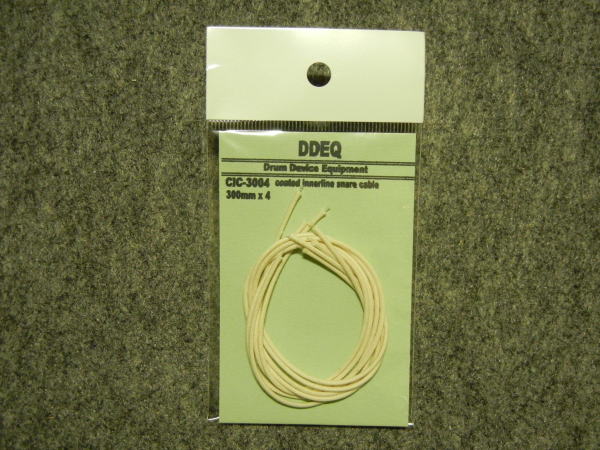 DDEQ
Drum Device Equipment
CIC-3004 coated innerline snare cable
300mm x 4